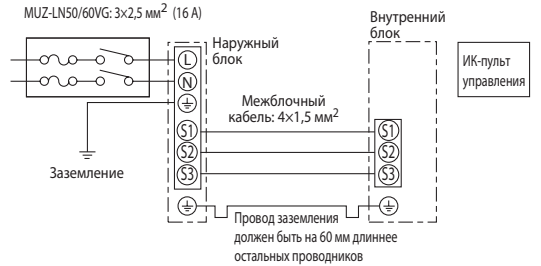 MUZ-LN50/60VG: 3×2,5 мм² (16 А)
Наружный
блок
Внутренний
блок
ИК-пульт
управления
L
N
Межблочный
кабель: 4×1,5 мм²
S1
S1
S2
S2
S3
S3
Заземление
Провод заземления
должен быть на 60 мм длиннее
остальных проводников